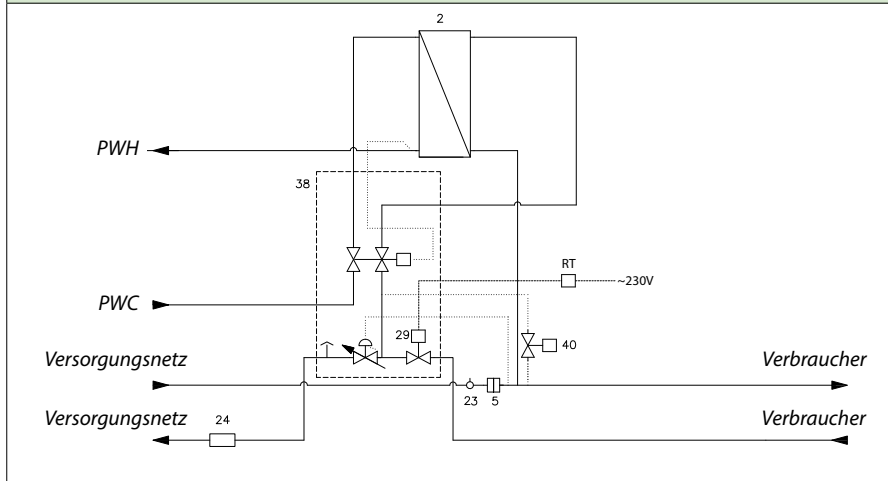 2
PWH
38
RT
~230V
PWC
29
40
Versorgungsnetz
Verbraucher
23
5
Versorgungsnetz
24
Verbraucher